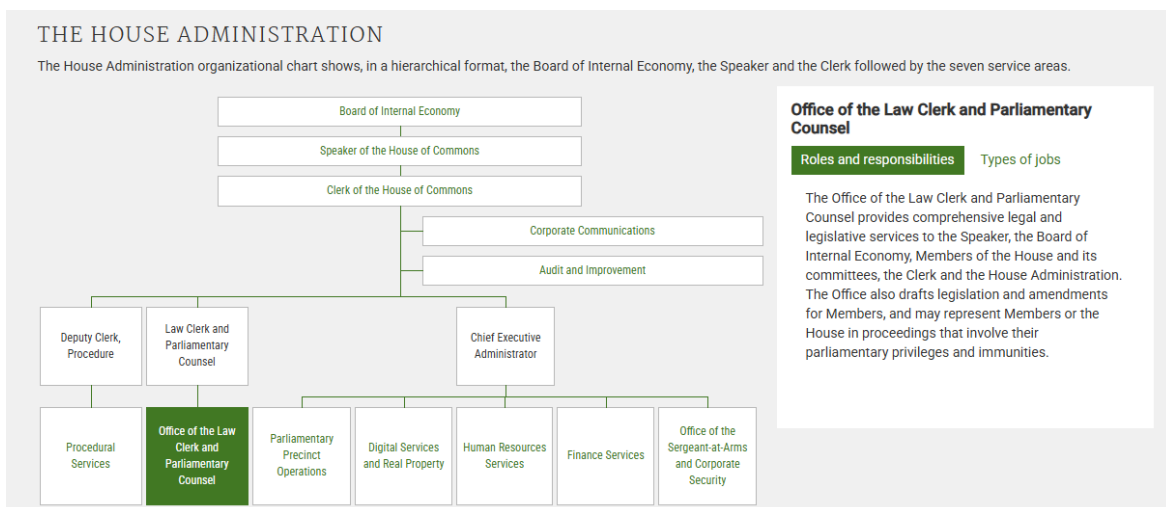 THE HOUSE ADMINISTRATION
The House Administration organizational chart shows, in a hierarchical format, the Board of Internal Economy, the Speaker and the Clerk followed by the seven service areas.
Board of Internal Economy
Speaker of the House of Commons
Clerk of the House of Commons
Corporate Communications
Audit and Improvement
Deputy Clerk,
Procedure
Law Clerk and
Parliamentary
Counsel
Chief Executive
Administrator
Procedural
Services
Office of the Law
Clerk and
Parliamentary
Counsel
Parliamentary
Precinct
Operations
Digital Services
and Real Property
Human Resources
Services
Finance Services
Office of the
Sergeant-at-Arms
and Corporate
Security
Office of the Law Clerk and Parliamentary
Counsel
Roles and responsibilities
Types of jobs
The Office of the Law Clerk and Parliamentary
Counsel provides comprehensive legal and
legislative services to the Speaker, the Board of
Internal Economy, Members of the House and its
committees, the Clerk and the House Administration.
The Office also drafts legislation and amendments
for Members, and may represent Members or the
House in proceedings that involve their
parliamentary privileges and immunities.